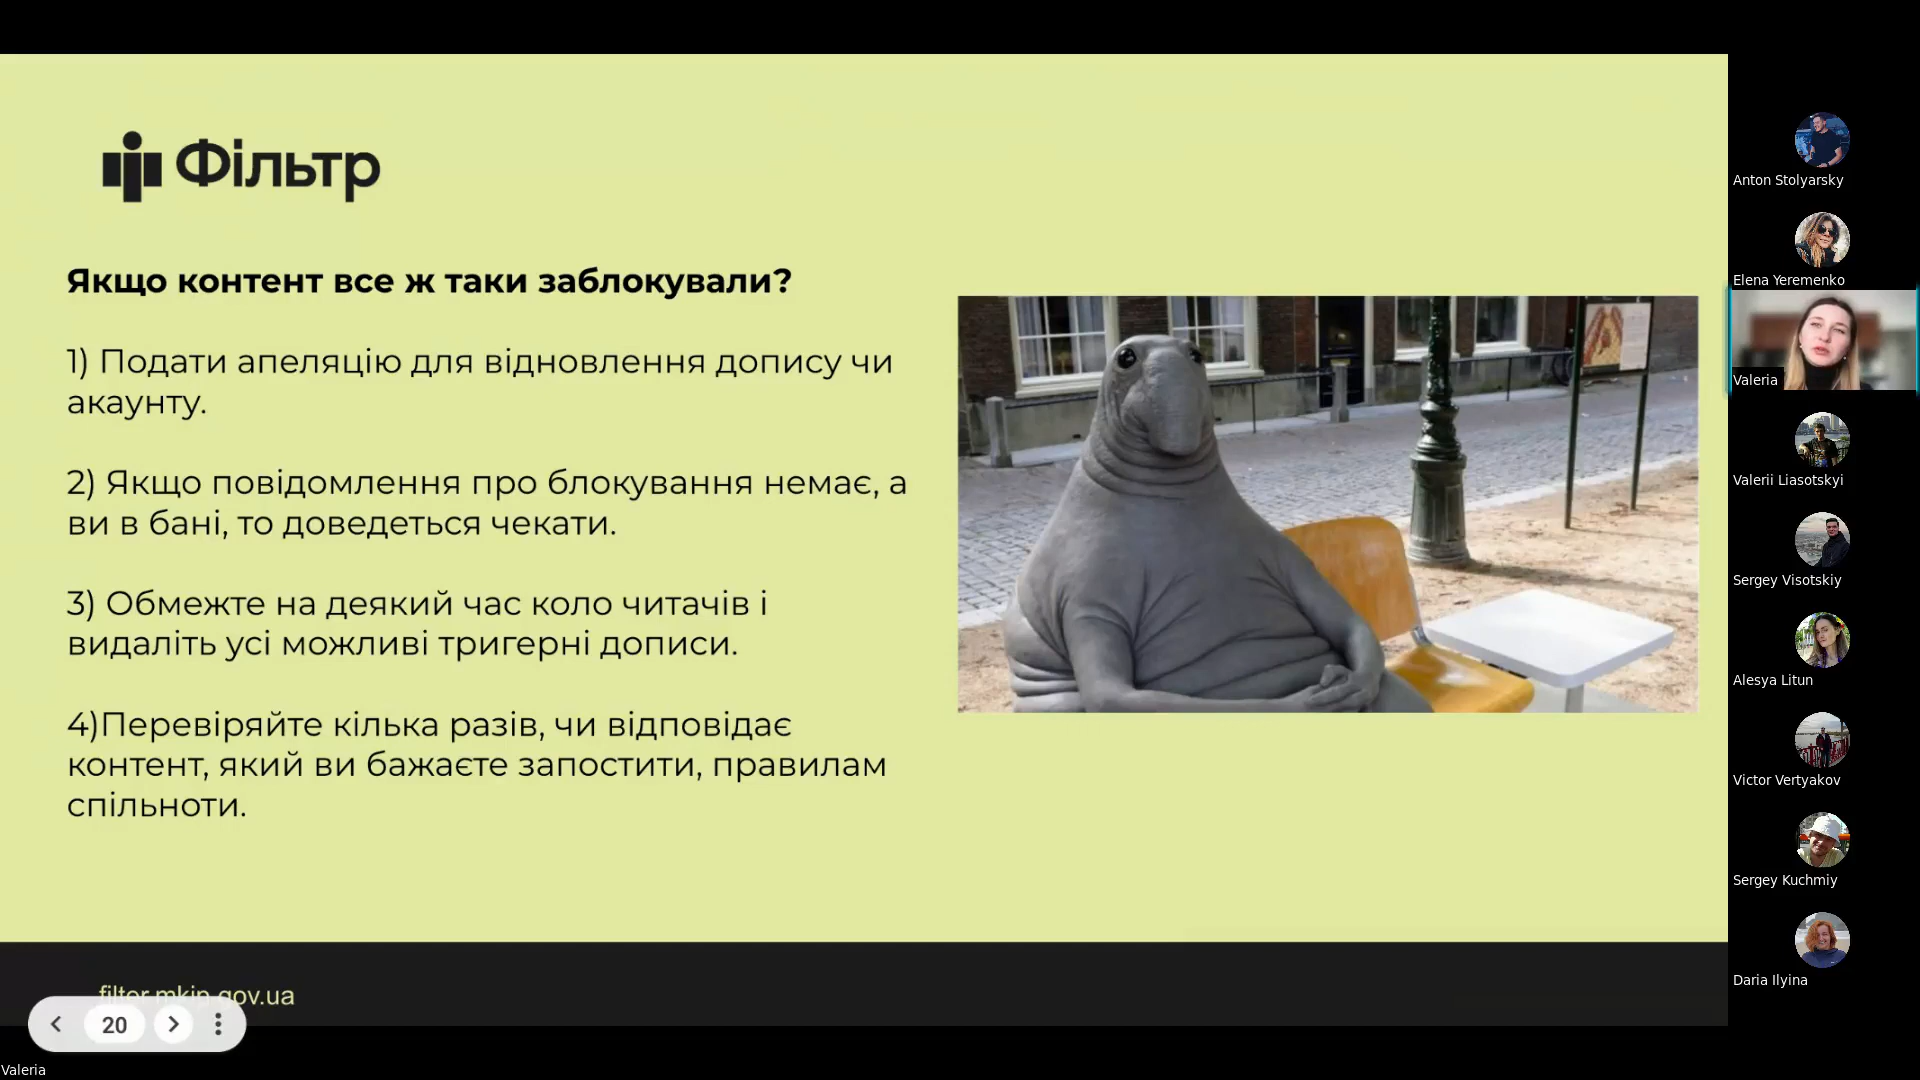 Фільтр
Якщо контент все ж таки заблокували?
1) Подати апеляцію для відновлення допису чи
акаунту.
2) Якщо повідомлення про блокування немає, а
ви в бані, то доведеться чекати.
3) Обмежте на деякий час коло читачів і
видаліть усі можливі тригерні дописи.
4)Перевіряйте кілька разів, чи відповідає
контент, який ви бажаєте запостити, правилам
спільноти.
filter.mkip.gov.ua
20
Valeria
Anton Stolyarsky
Elena Yeremenko
Valeria
Valerii Liasotskyi
Sergey Visotskiy
Alesya Litun
Victor Vertyakov
Sergey Kuchmiy
Daria Ilyina